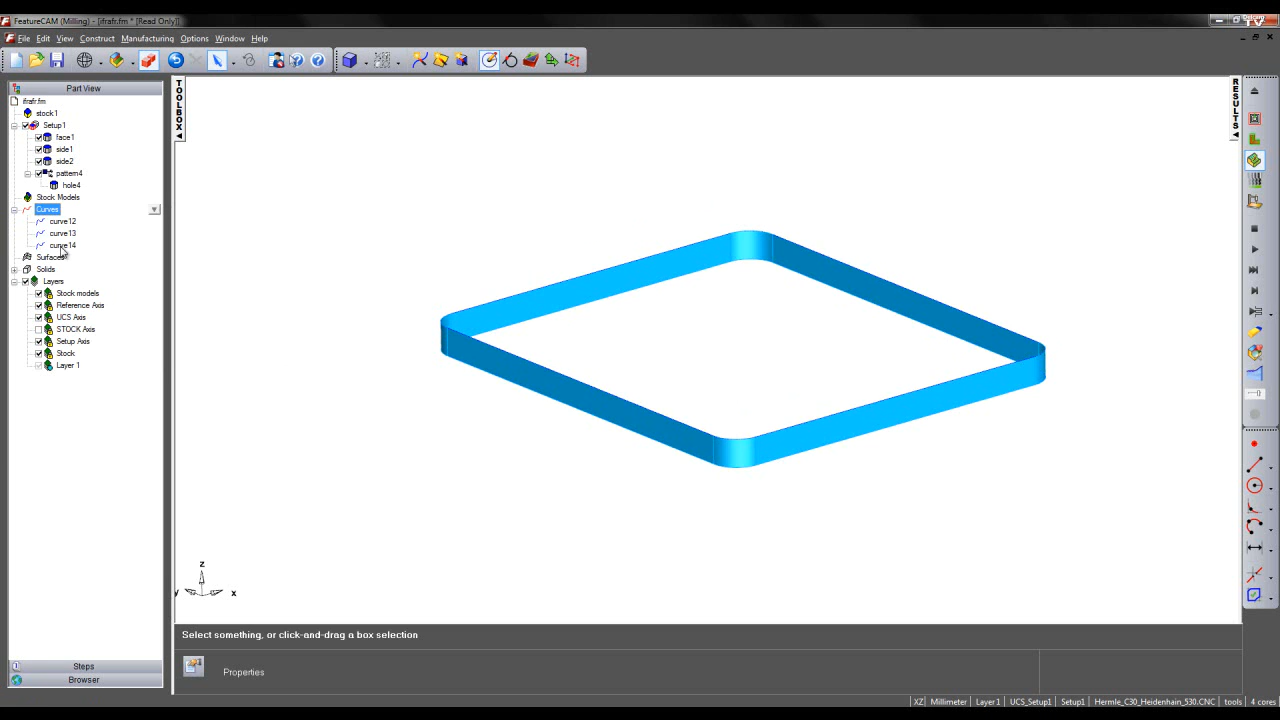 FeatureCAM (Milling) - [ifrafr.fm * [Read Only]]
TV
File Edit View Construct Manufacturing Options Window Help
Part View
ifrafr.fm
stock1
Setup1
face1
side1
side2
pattern4
hole4
Stock Models
Curves
curve12
curve13
curve14
Surfaces
Solids
Layers
Stock models
Reference Axis
UCS Axis
STOCK Axis
Setup Axis
Stock
Layer 1
Steps
Browser
TOOLBOX
RESULTS
z
y
x
Select something, or click-and-drag a box selection
Properties
XZ Millimeter Layer1 UCS_Setup1 Setup1 Hermle_C30_Heidenhain_530.CNC tools 4 cores